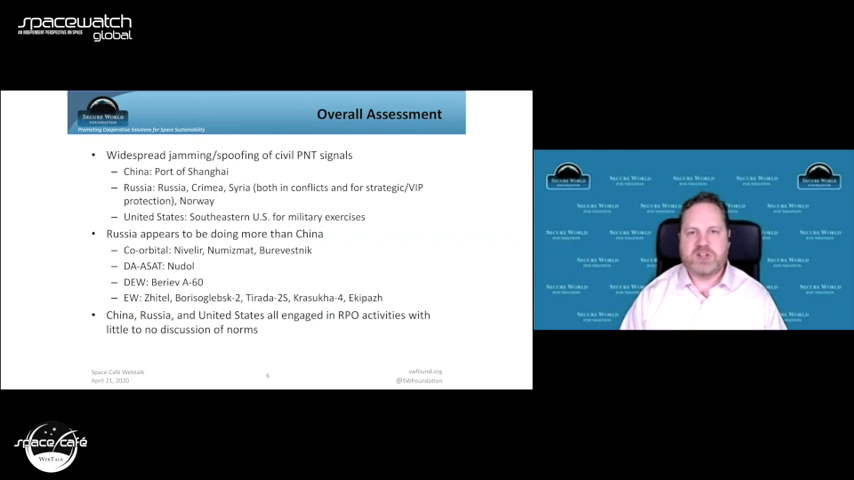 spacewatch
AN INDEPENDENT PERSPECTIVE ON SPACE
global
SECURE WORLD
FOUNDATION
Promoting Cooperative Solutions for Space Sustainability
Overall Assessment
• Widespread jamming/spoofing of civil PNT signals
– China: Port of Shanghai
– Russia: Russia, Crimea, Syria (both in conflicts and for strategic/VIP
protection), Norway
– United States: Southeastern U.S. for military exercises
• Russia appears to be doing more than China
– Co-orbital: Nivelir, Numizmat, Burevestnik
– DA-ASAT: Nudol
– DEW: Beriev A-60
– EW: Zhitel, Borisoglebsk-2, Tirada-2S, Krasukha-4, Ekipazh
• China, Russia, and United States all engaged in RPO activities with
little to no discussion of norms
Space Café Webtalk
April 21, 2020
6
swfound.org
@SWFoundation
SECURE WORLD
FOUNDATION
space café
WEBTALK